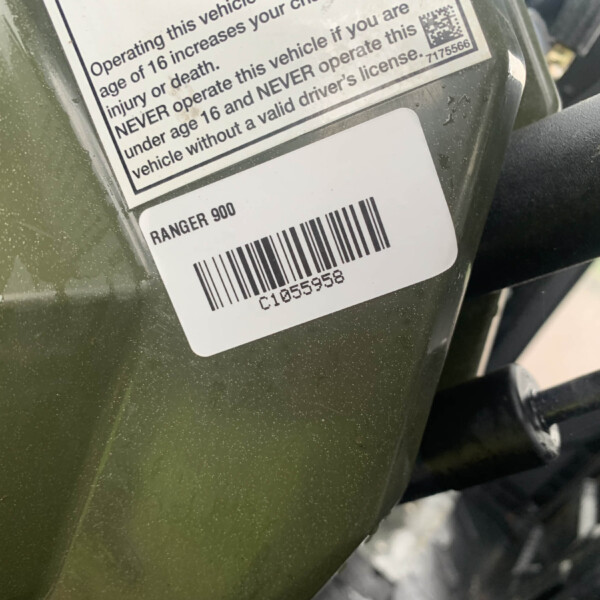 Operating this vehicle
age of 16 increases your
injury or death.
NEVER operate this vehicle if you are
under age 16 and NEVER operate this
vehicle without a valid driver's license.
7175566
RANGER 900
C1055958